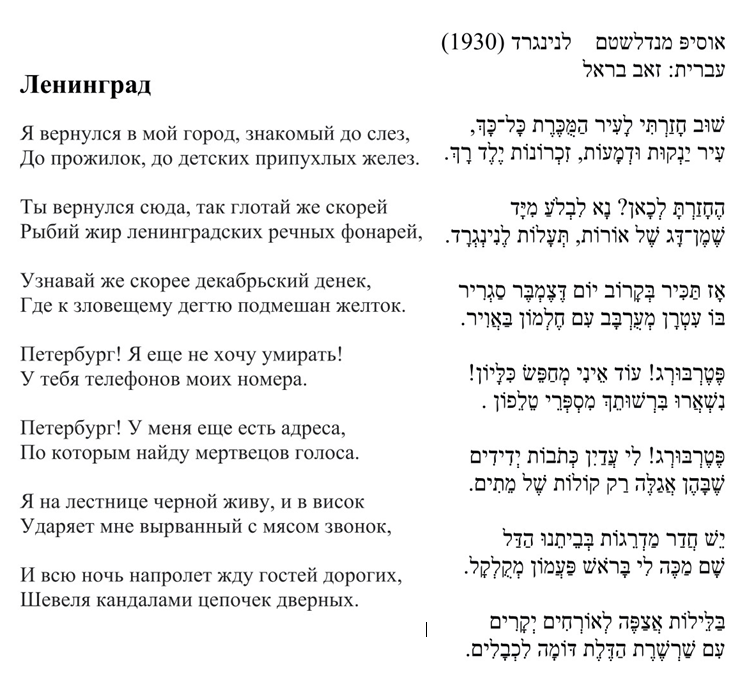 Ленинград
Я вернулся в мой город, знакомый до слез,
До прожилок, до детских припухлых желез.
Ты вернулся сюда, так глотай же скорей
Рыбий жир ленинградских речных фонарей,
Узнавай же скорее декабрьский денек,
Где к зловещему дегтю подмешан желток.
Петербург! Я еще не хочу умирать!
У тебя телефонов моих номера.
Петербург! У меня еще есть адреса,
По которым найду мертвецов голоса.
Я на лестнице черной живу, и в висок
Ударяет мне вырванный с мясом звонок,
И всю ночь напролет жду гостей дорогих,
Шевеля кандалами цепочек дверных.
אוסיפ מנדלשטם לנינגרד (1930)
עברית: זאב בראל
שׁוּב חָזַרְתִּי לָעִיר הַמֻּכֶּרֶת כָּל־כָּךְ,
עִיר יַנְקוּת וּדְמָעוֹת, זִכְרוֹנוֹת יֶלֶד רָךְ.
הֶחָזַרְתָּ לְכָאן? נָא לִבְלֹעַ מִיָּד
שֶׁמֶן־דָּג שֶׁל אוֹרוֹת, תְּעָלוֹת לֶנִינְגְרָד.
אָז תַּכִּיר בְּקָרוֹב יוֹם דֶּצֶמְבֶּר סַגְרִיר
בּוֹ עִטְרָן מְעֻרְבָּב עִם חֶלְמוֹן בַּאֲוִיר.
פֶּטֶרְבּוּרְג! עוֹד אֵינִי מְחַפֵּשׂ כִּלָּיוֹן!
נִשְׁאֲרוּ בִּרְשׁוּתֵךְ מִסְפְּרֵי טֵלֵפוֹן .
פֶּטֶרְבּוּרְג! לִי עֲדַיִן כְּתֹבוֹת יְדִידִים
שֶׁבָּהֶן אֲגַלֶּה רַק קוֹלוֹת שֶׁל מֵתִים.
יֵשׁ חֲדַר מַדְרֵגוֹת בְּבֵיתֵנוּ הַדַּל
שָׁם מַכֶּה לִי בָּרֹאשׁ פַּעֲמוֹן מְקֻלְקָל.
בַּלֵּילוֹת אֲצַפֶּה לְאוֹרְחִים יְקָרִים
עִם שַׁרְשֶׁרֶת הַדֶּלֶת דּוֹמָה לִכְבָלִים.